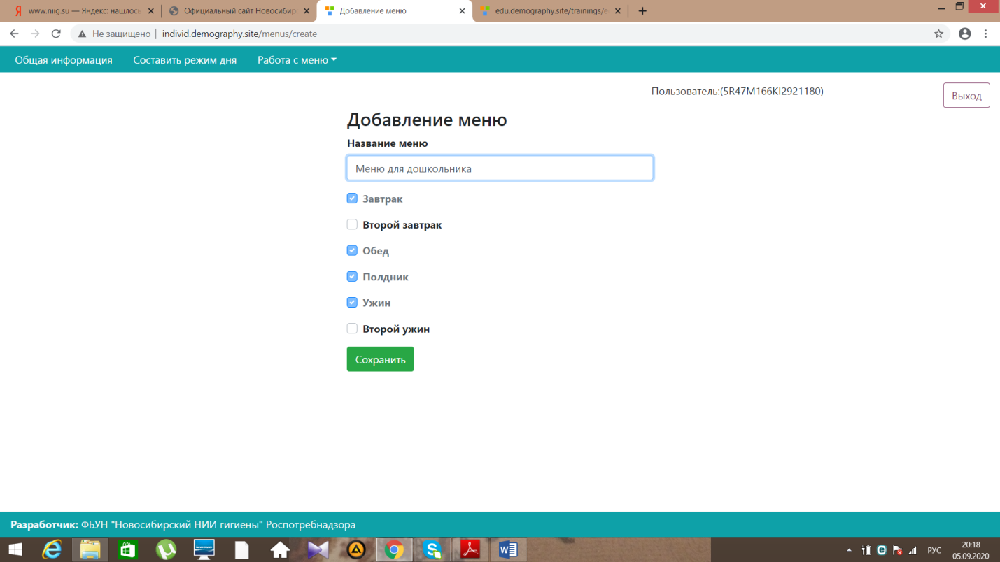 www.niig.su — Яндекс: нашлось
Официальный сайт Новосибир
Добавление меню
edu.demography.site/trainings/e
Не защищено | individ.demography.site/menus/create
Общая информация
Составить режим дня
Работа с меню
Пользователь:(5R47M166KI2921180)
Выход
Добавление меню
Название меню
Меню для дошкольника
Завтрак
Второй завтрак
Обед
Полдник
Ужин
Второй ужин
Сохранить
Разработчик: ФБУН "Новосибирский НИИ гигиены" Роспотребнадзора
РУС
20:18
05.09.2020